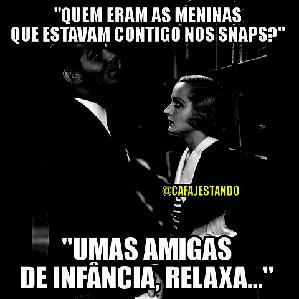 "QUEM ERAM AS MENINAS
QUE ESTAVAM CONTIGO NOS SNAPS?"
@CAFAJESTANDO
"UMAS AMIGAS
DE INFÂNCIA, RELAXA..."